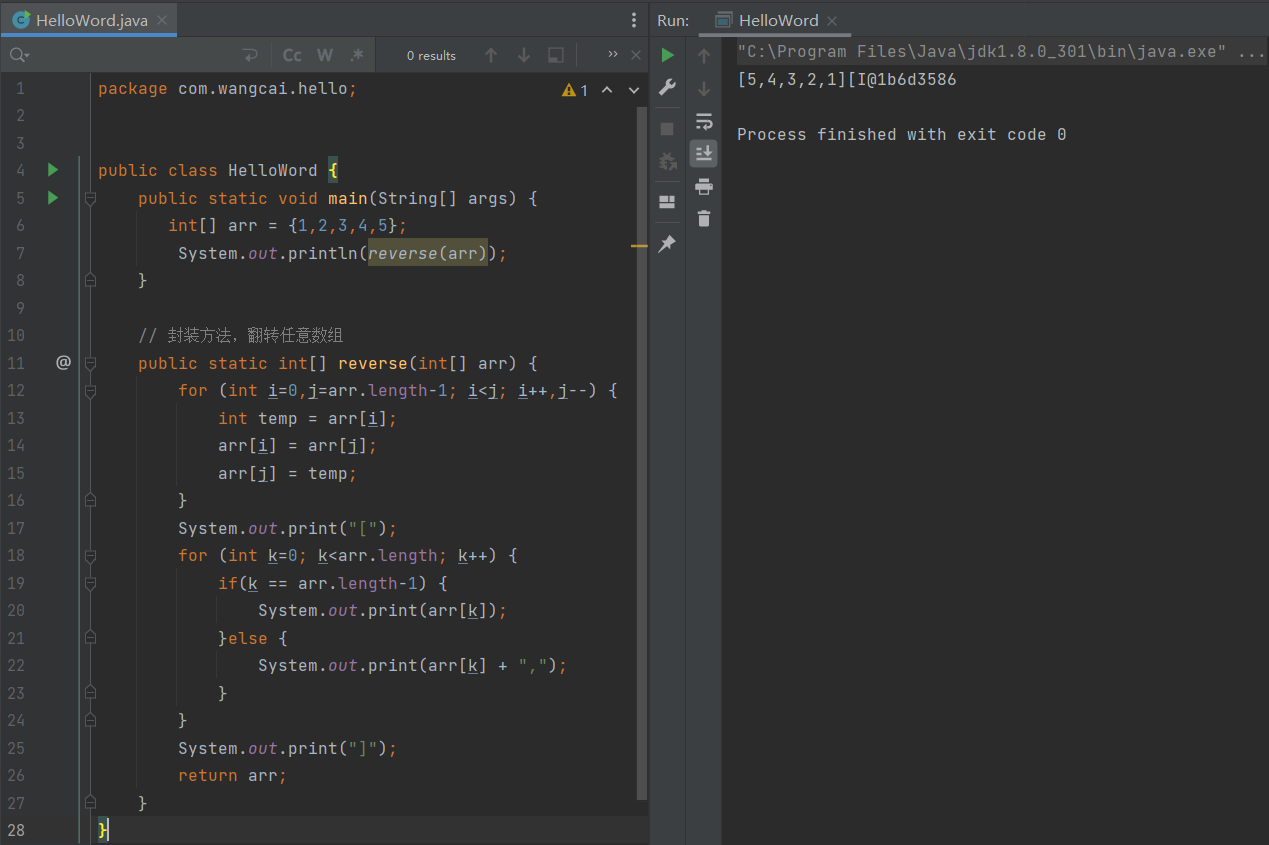 HelloWord.java
Run:
HelloWord
Cc
W
.*
0 results
"C:\Program Files\Java\jdk1.8.0_301\bin\java.exe" ...
[5,4,3,2,1][I@1b6d3586
Process finished with exit code 0
1
1 package com.wangcai.hello;
2
3
4 public class HelloWord {
5 public static void main(String[] args) {
6 int[] arr = {1,2,3,4,5};
7 System.out.println(reverse(arr));
8 }
9
10 // 封装方法，翻转任意数组
11 @ public static int[] reverse(int[] arr) {
12 for (int i=0,j=arr.length-1; i<j; i++,j--) {
13 int temp = arr[i];
14 arr[i] = arr[j];
15 arr[j] = temp;
16 }
17 System.out.print("[");
18 for (int k=0; k<arr.length; k++) {
19 if(k == arr.length-1) {
20 System.out.print(arr[k]);
21 }else {
22 System.out.print(arr[k] + ",");
23 }
24 }
25 System.out.print("]");
26 return arr;
27 }
28 }